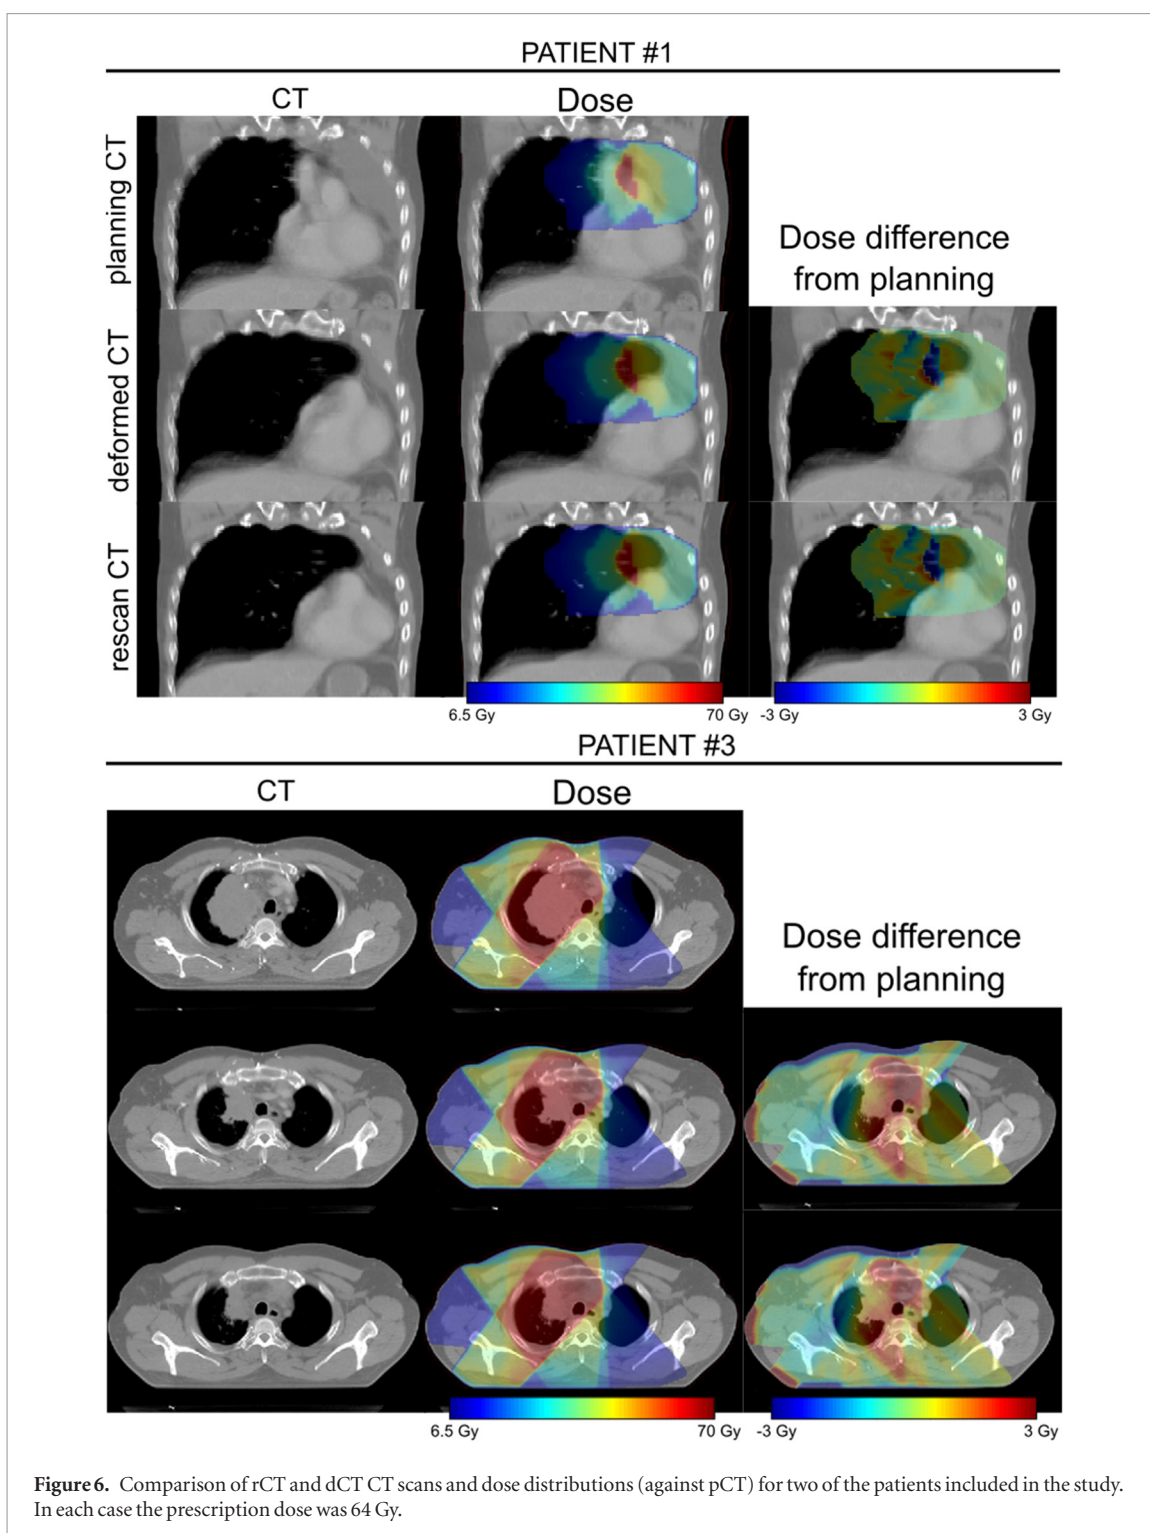 PATIENT #1
CT Dose
planning CT
Dose difference
from planning
deformed CT
rescan CT
6.5 Gy 70 Gy -3 Gy 3 Gy
PATIENT #3
CT Dose
Dose difference
from planning
6.5 Gy 70 Gy -3 Gy 3 Gy
Figure 6. Comparison of rCT and dCT CT scans and dose distributions (against pCT) for two of the patients included in the study.
In each case the prescription dose was 64 Gy.